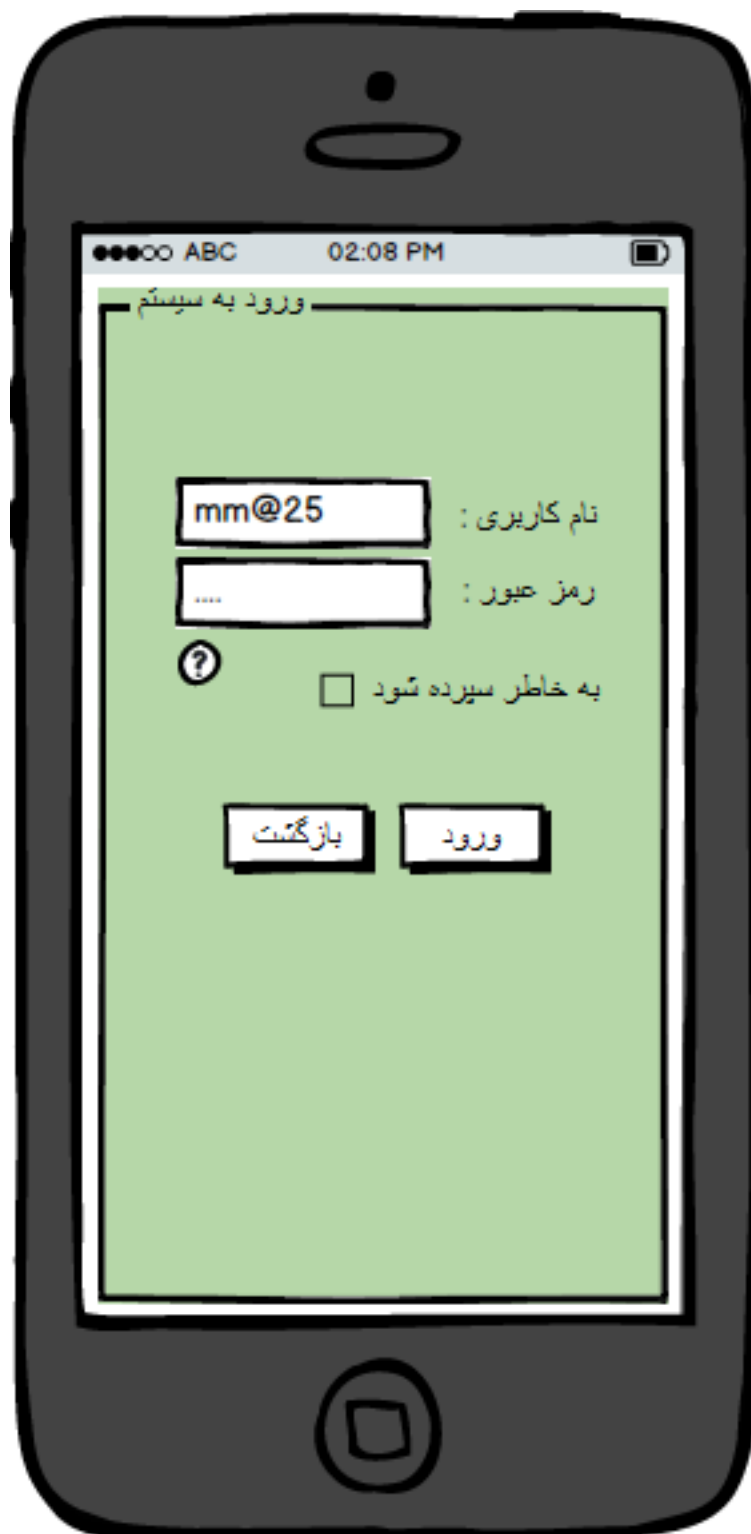 ABC 02:08 PM
ورود به سیستم
نام کاربری : mm@25
رمز عبور : ....
?
به خاطر سپرده شود
ورود بازگشت